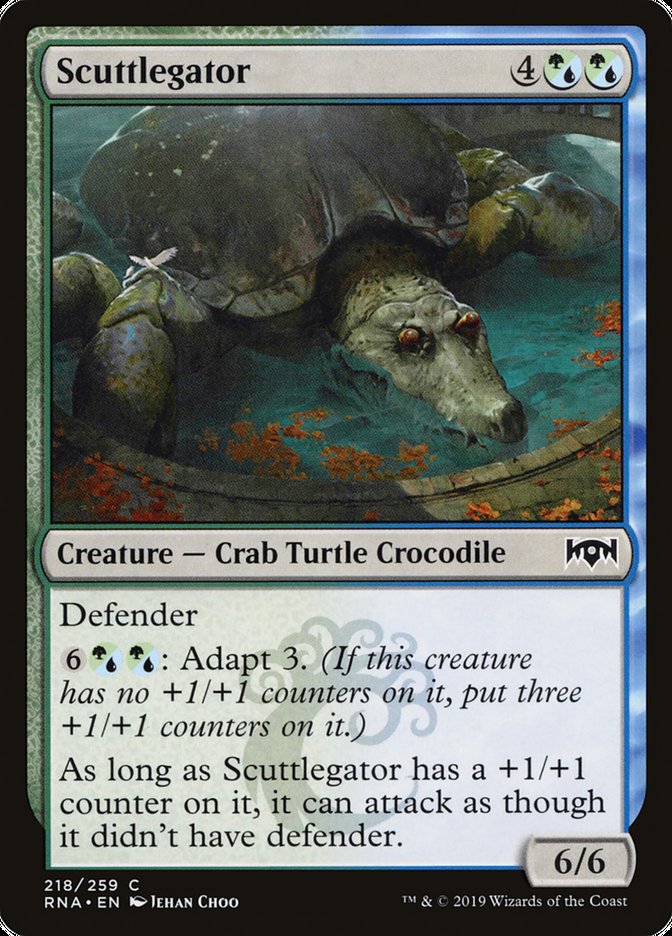 Scuttlegator 4
Creature — Crab Turtle Crocodile
Defender
6 : Adapt 3. (If this creature
has no +1/+1 counters on it, put three
+1/+1 counters on it.)
As long as Scuttlegator has a +1/+1
counter on it, it can attack as though
it didn't have defender.
6/6
218/259 C
RNA • EN Jehan Choo
™ & © 2019 Wizards of the Coast